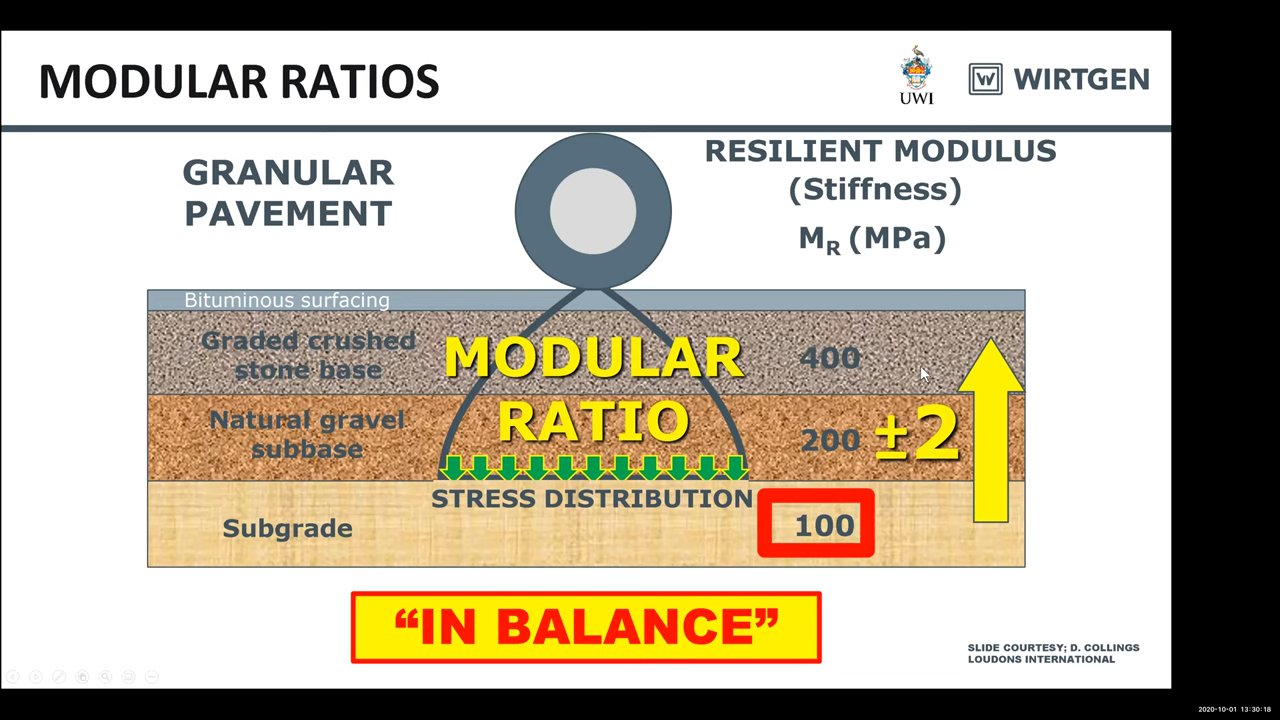 MODULAR RATIOS
UWI
W WIRTGEN
GRANULAR
PAVEMENT
RESILIENT MODULUS
(Stiffness)
MR (MPa)
Bituminous surfacing
Graded crushed
stone base
MODULAR
RATIO
400
Natural gravel
subbase
200
±2
STRESS DISTRIBUTION
Subgrade
100
“IN BALANCE”
SLIDE COURTESY; D. COLLINGS
LOUDONS INTERNATIONAL
2020-10-01 13:30:18